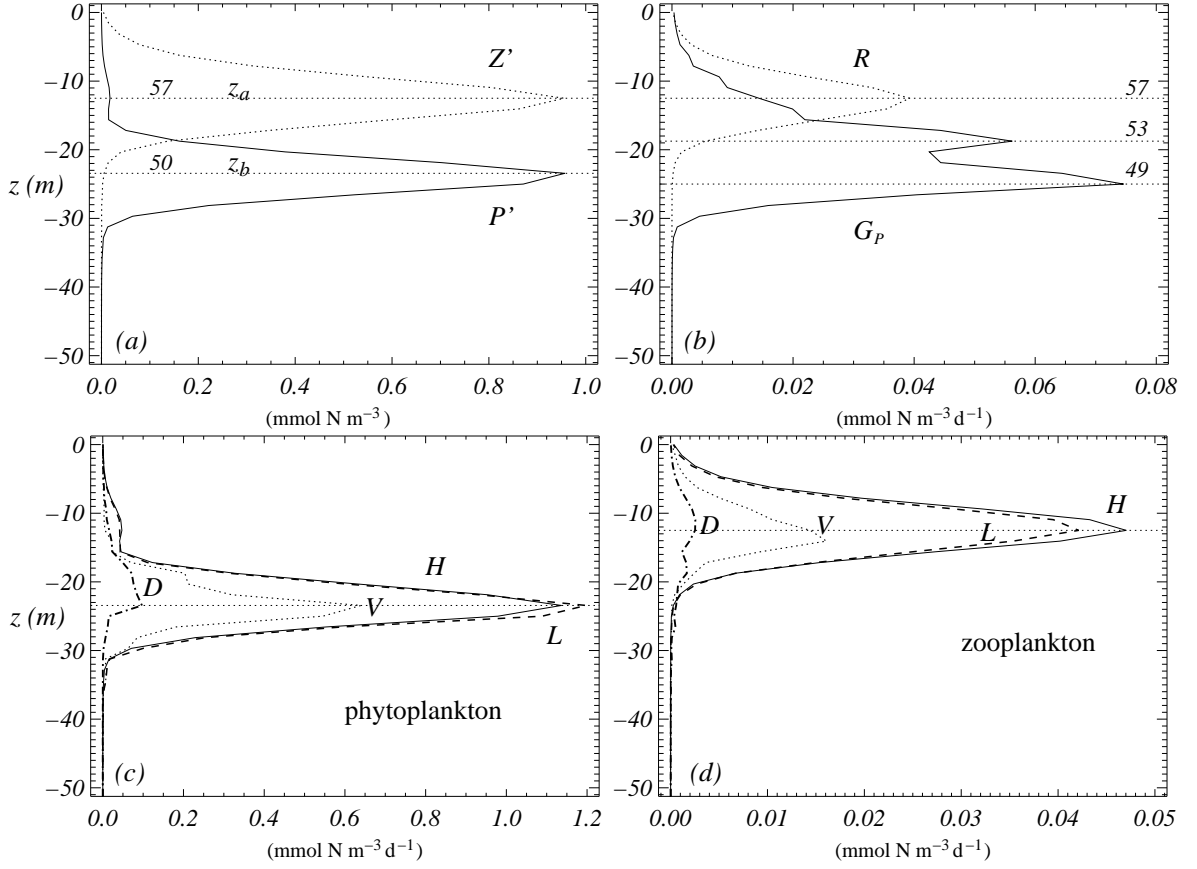 0
−10
−20
z (m)
−30
−40
−50
Z'
57 z_a
50 z_b
P'
(a)
0.0 0.2 0.4 0.6 0.8 1.0
(mmol N m⁻³)
0
−10
−20
−30
−40
−50
R
57
53
49
G_P
(b)
0.00 0.02 0.04 0.06 0.08
(mmol N m⁻³ d⁻¹)
0
−10
−20
z (m)
−30
−40
−50
H
D
V
L
phytoplankton
(c)
0.0 0.2 0.4 0.6 0.8 1.0 1.2
(mmol N m⁻³ d⁻¹)
0
−10
−20
−30
−40
−50
H
D V
L
zooplankton
(d)
0.00 0.01 0.02 0.03 0.04 0.05
(mmol N m⁻³ d⁻¹)